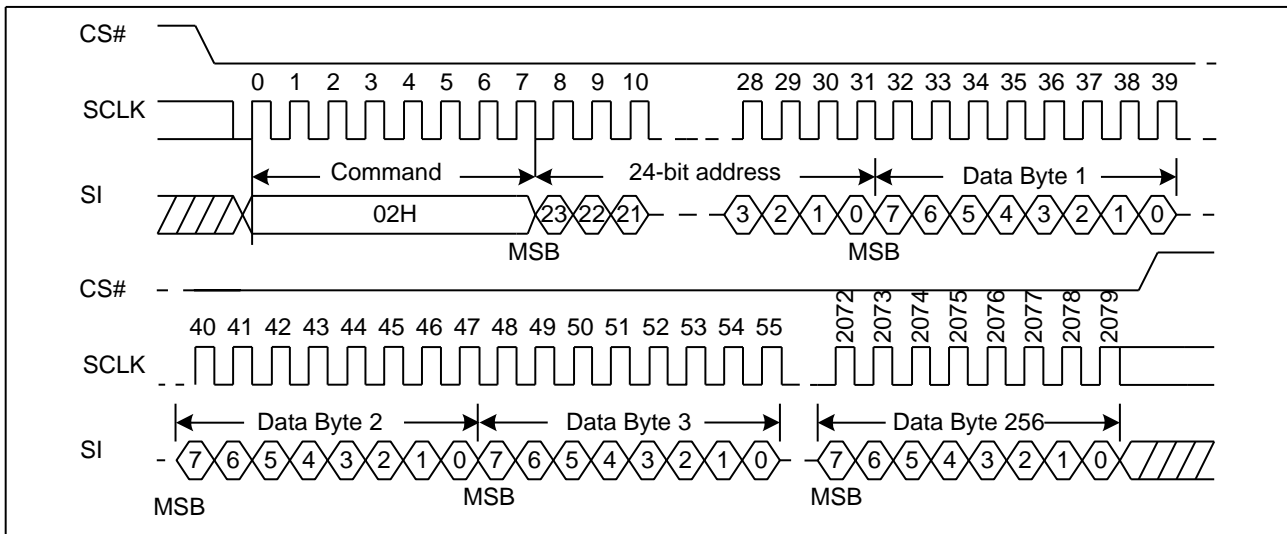 CS#
0 1 2 3 4 5 6 7 8 9 10 28 29 30 31 32 33 34 35 36 37 38 39
SCLK
Command 24-bit address Data Byte 1
SI
02H 23 22 21 3 2 1 0 7 6 5 4 3 2 1 0
MSB MSB
CS#
40 41 42 43 44 45 46 47 48 49 50 51 52 53 54 55 2072 2073 2074 2075 2076 2077 2078 2079
SCLK
Data Byte 2 Data Byte 3 Data Byte 256
SI
7 6 5 4 3 2 1 0 7 6 5 4 3 2 1 0 7 6 5 4 3 2 1 0
MSB MSB MSB